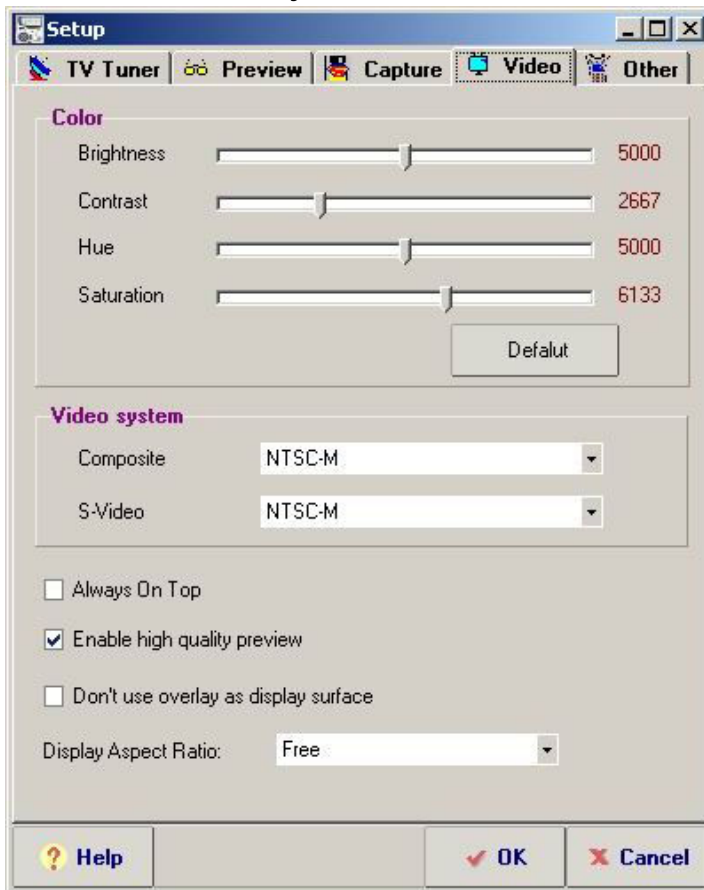 Setup
TV Tuner Preview Capture Video Other
Color
Brightness 5000
Contrast 2667
Hue 5000
Saturation 6133
Defalut
Video system
Composite NTSC-M
S-Video NTSC-M
Always On Top
Enable high quality preview
Don't use overlay as display surface
Display Aspect Ratio: Free
? Help OK Cancel